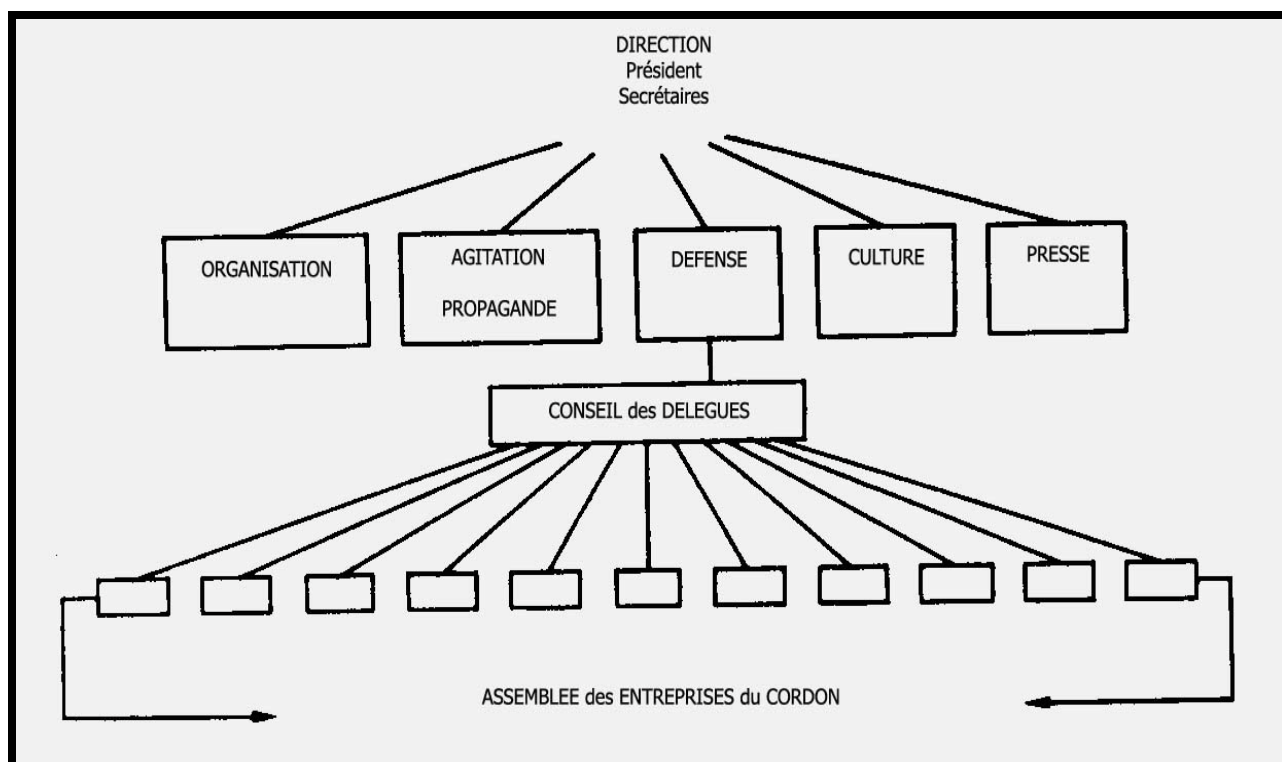 DIRECTION
Président
Secrétaires
ORGANISATION
AGITATION
PROPAGANDE
DEFENSE
CULTURE
PRESSE
CONSEIL des DELEGUES
ASSEMBLEE des ENTREPRISES du CORDON